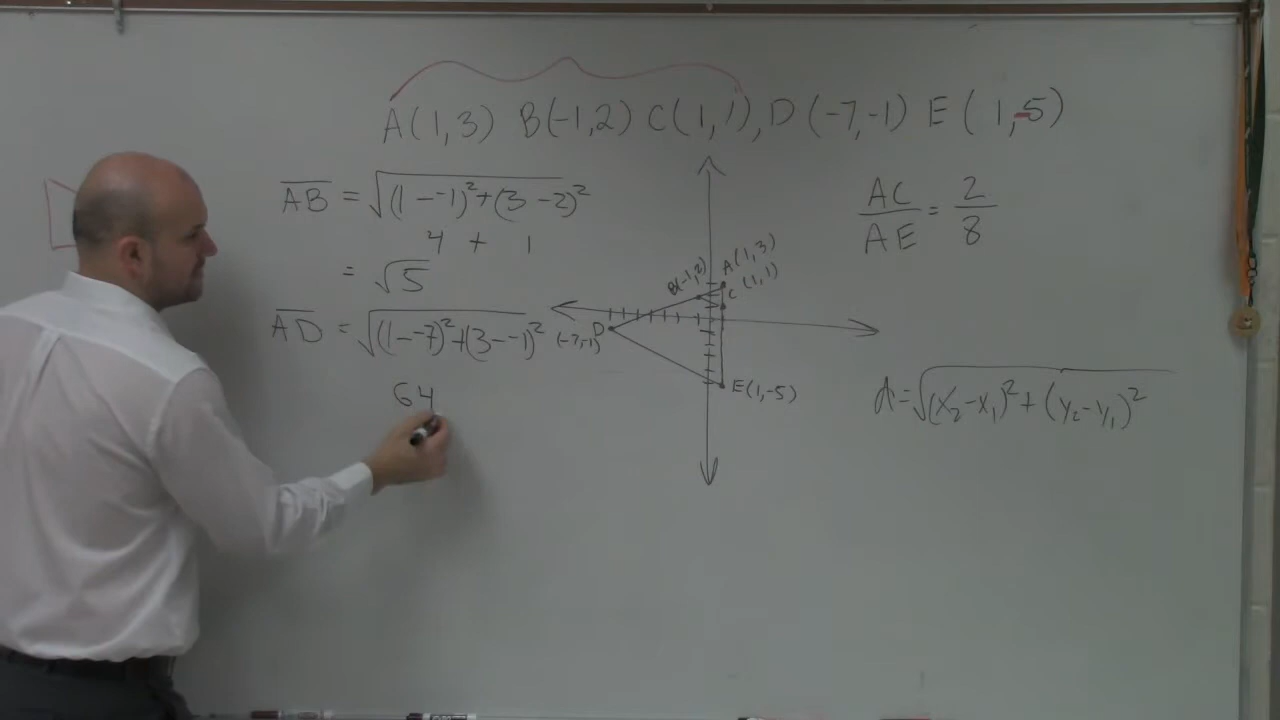 A(1,3) B(-1,2) C(1,1), D(-7,-1) E(1,-5)
AB = √(1--1)²+(3-2)²
4 + 1
= √5
AD = √(1--7)²+(3--1)²
64
B(-1,2)
A(1,3)
C (1,1)
D
(-7,-1)
E(1,-5)
AC/AE = 2/8
d=√(x₂-x₁)²+(y₂-y₁)²